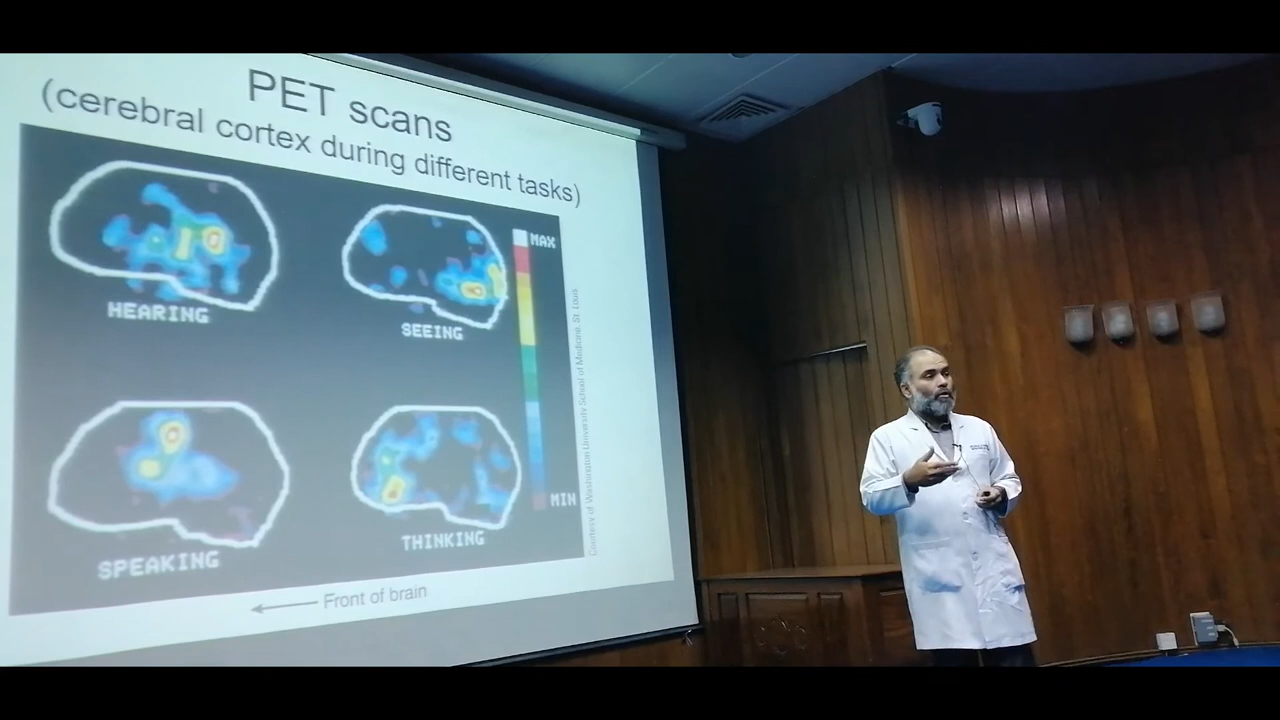 PET scans
(cerebral cortex during different tasks)
HEARING
SEEING
MAX
MIN
SPEAKING
THINKING
Courtesy of Washington University School of Medicine, St. Louis
Front of brain